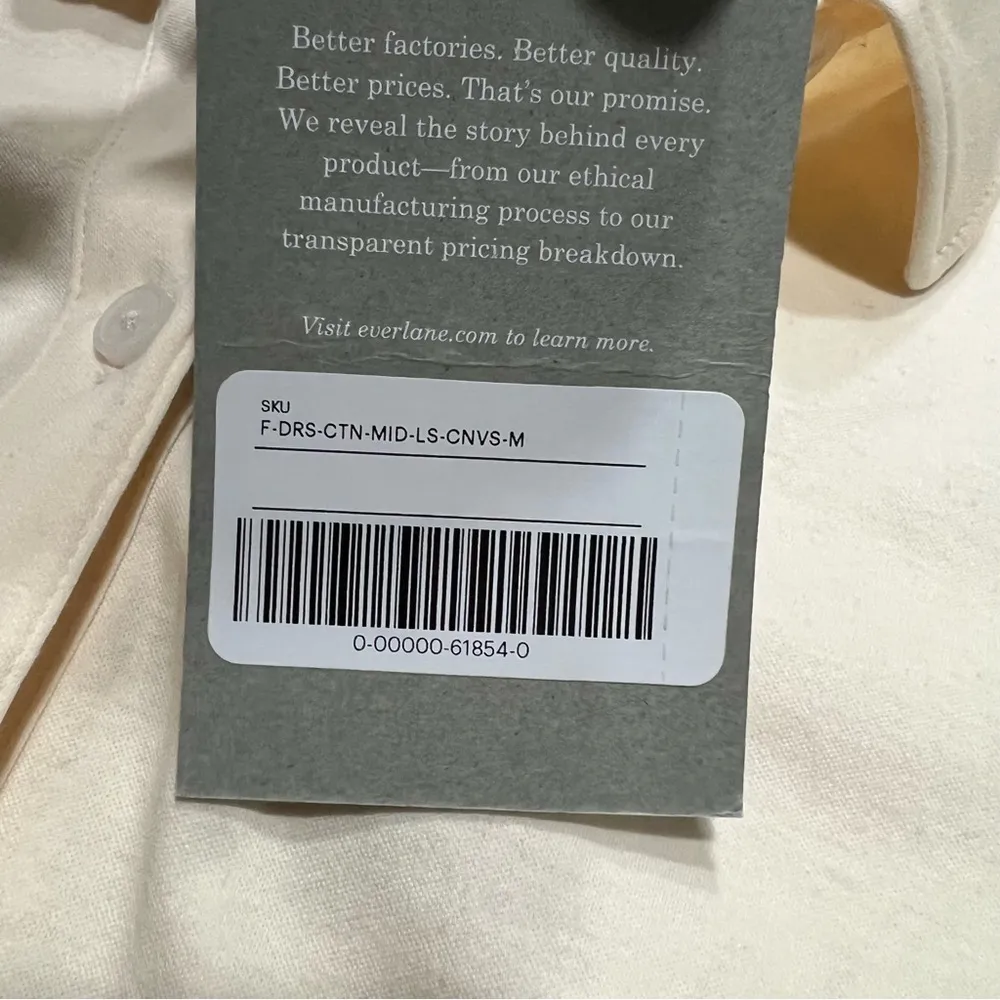 Better factories. Better quality.
Better prices. That's our promise.
We reveal the story behind every
product—from our ethical
manufacturing process to our
transparent pricing breakdown.
Visit everlane.com to learn more.
SKU
F-DRS-CTN-MID-LS-CNVS-M
0-00000-61854-0